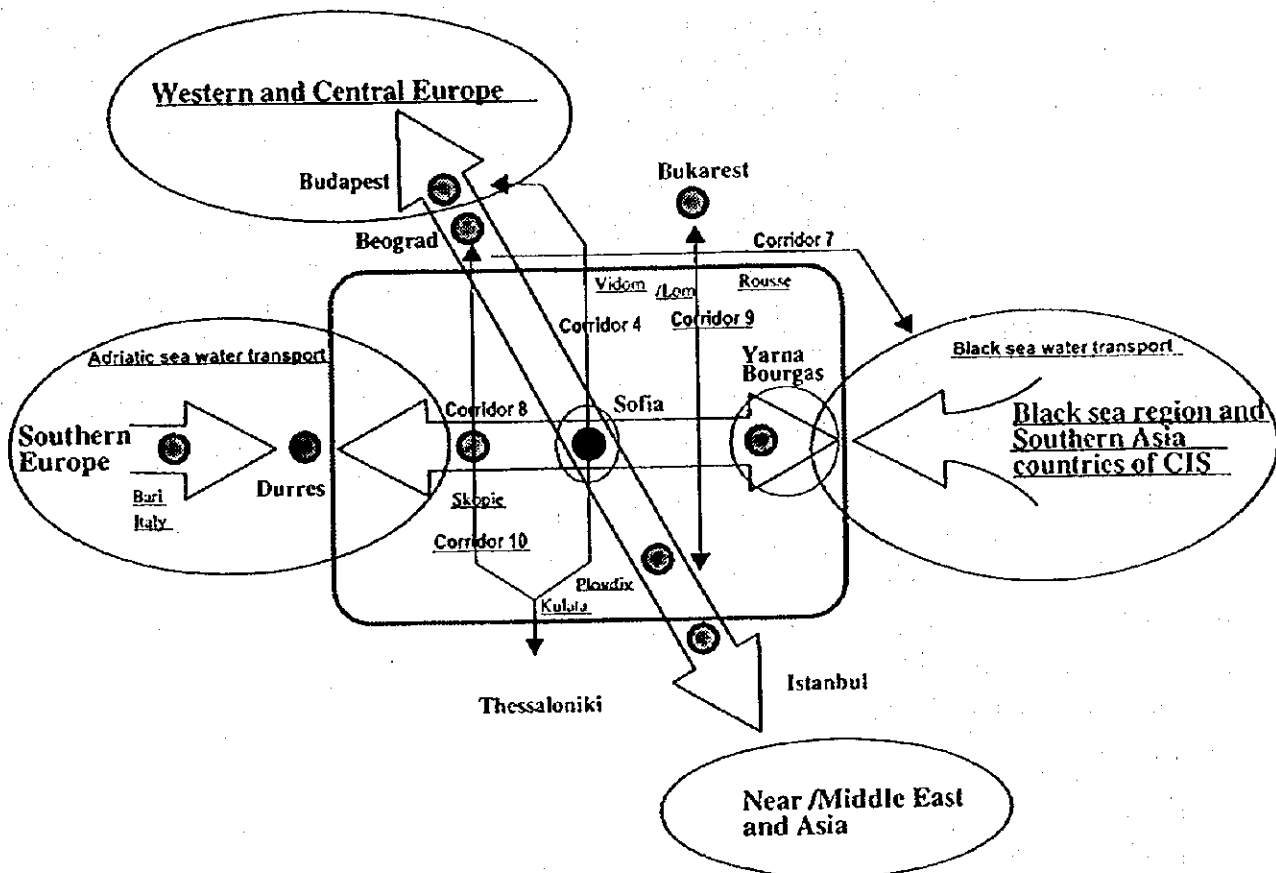 Western and Central Europe
Budapest
Bukarest
Beograd
Corridor 7
Vidom
/Lom
Rousse
Corridor 4
Corridor 9
Adriatic sea water transport
Black sea water transport
Yarna
Bourgas
Corridor 8
Sofia
Southern
Europe
Black sea region and
Southern Asia
countries of CIS
Durres
Bari
Italy
Skopie
Corridor 10
Plovdix
Kulata
Thessaloniki
Istanbul
Near /Middle East
and Asia